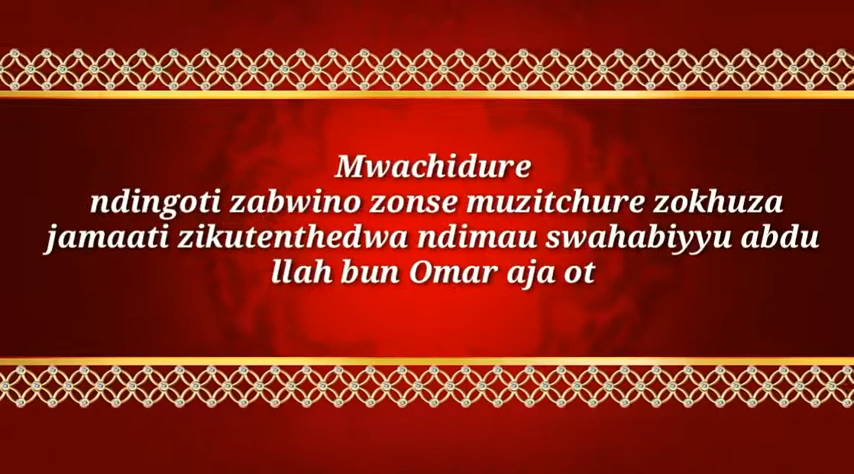 Mwachidure
ndingoti zabwino zonse muzitchure zokhuza
jamaati zikutenthedwa ndimau swahabiyyu abdu
llah bun Omar aja ot